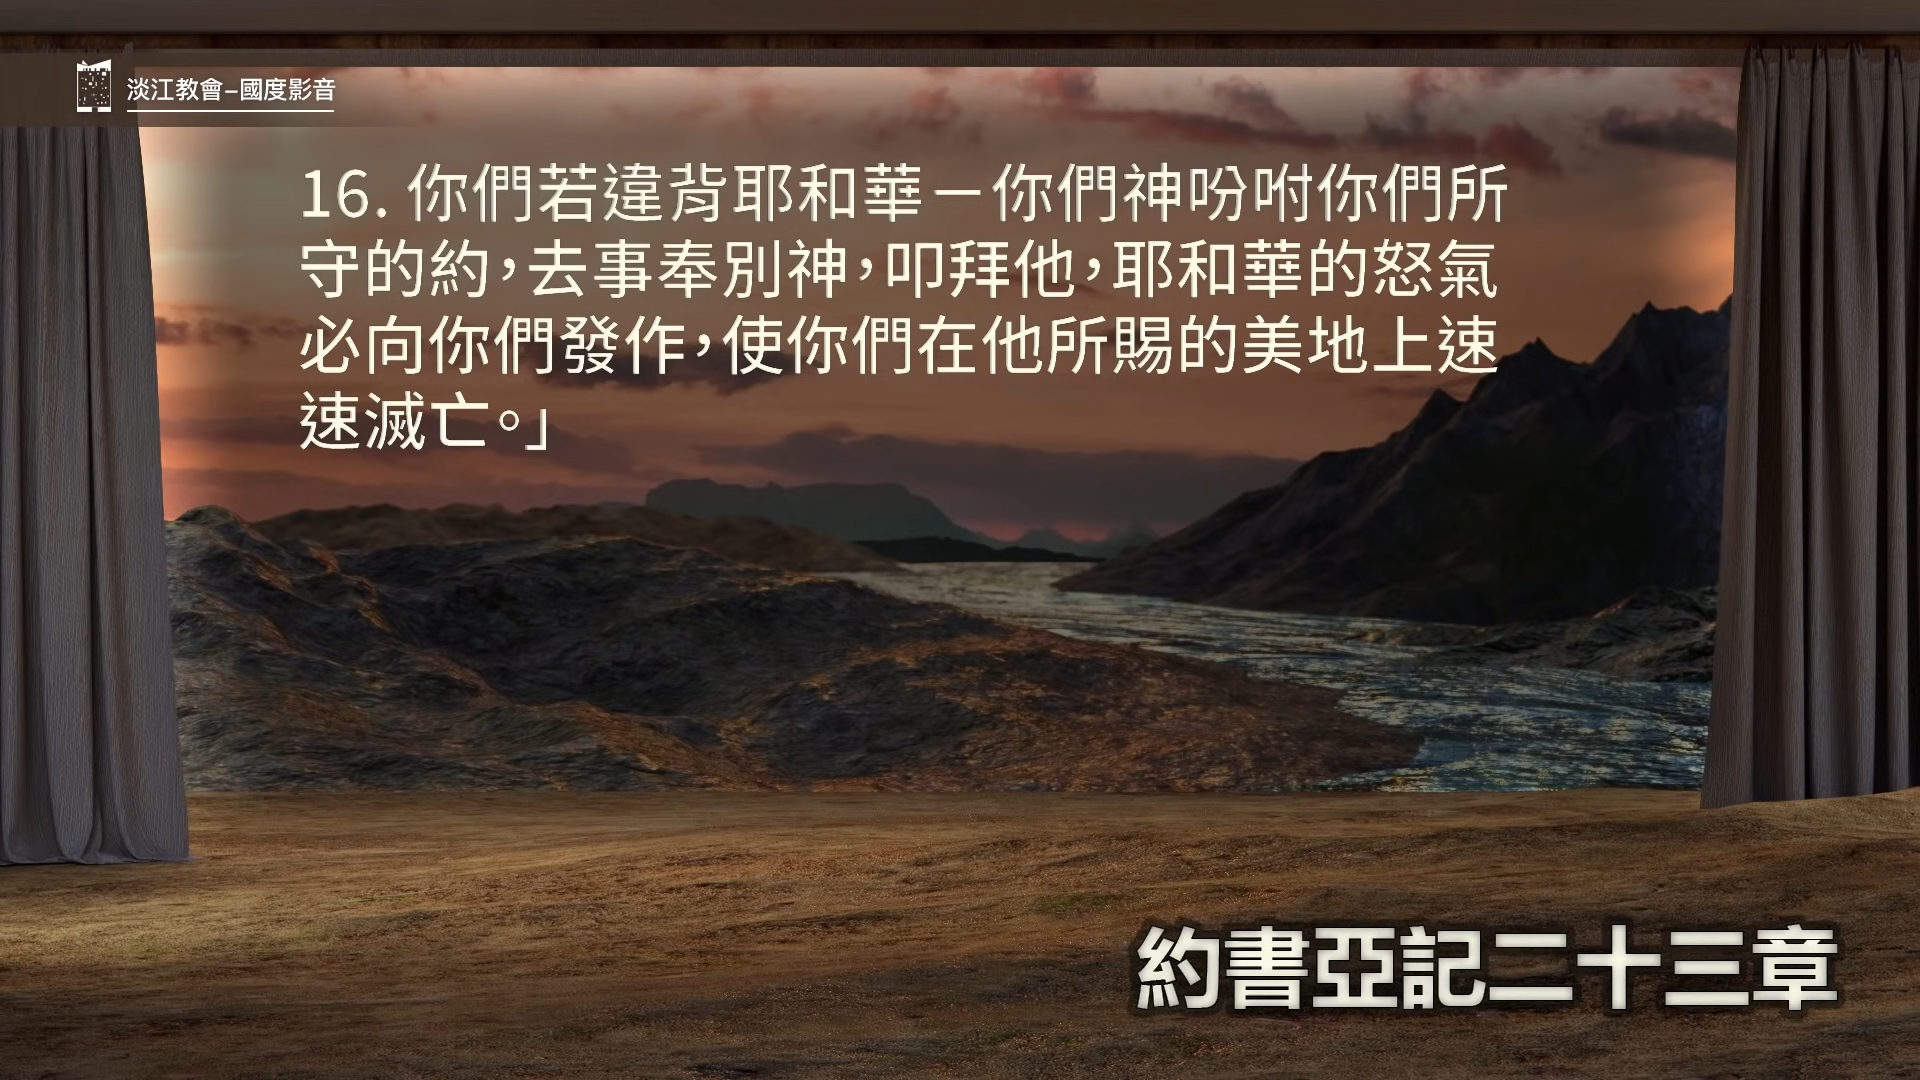 淡江教會–國度影音
16. 你們若違背耶和華－你們神吩咐你們所
守的約，去事奉別神，叩拜他，耶和華的怒氣
必向你們發作，使你們在他所賜的美地上速
速滅亡。」
約書亞記二十三章